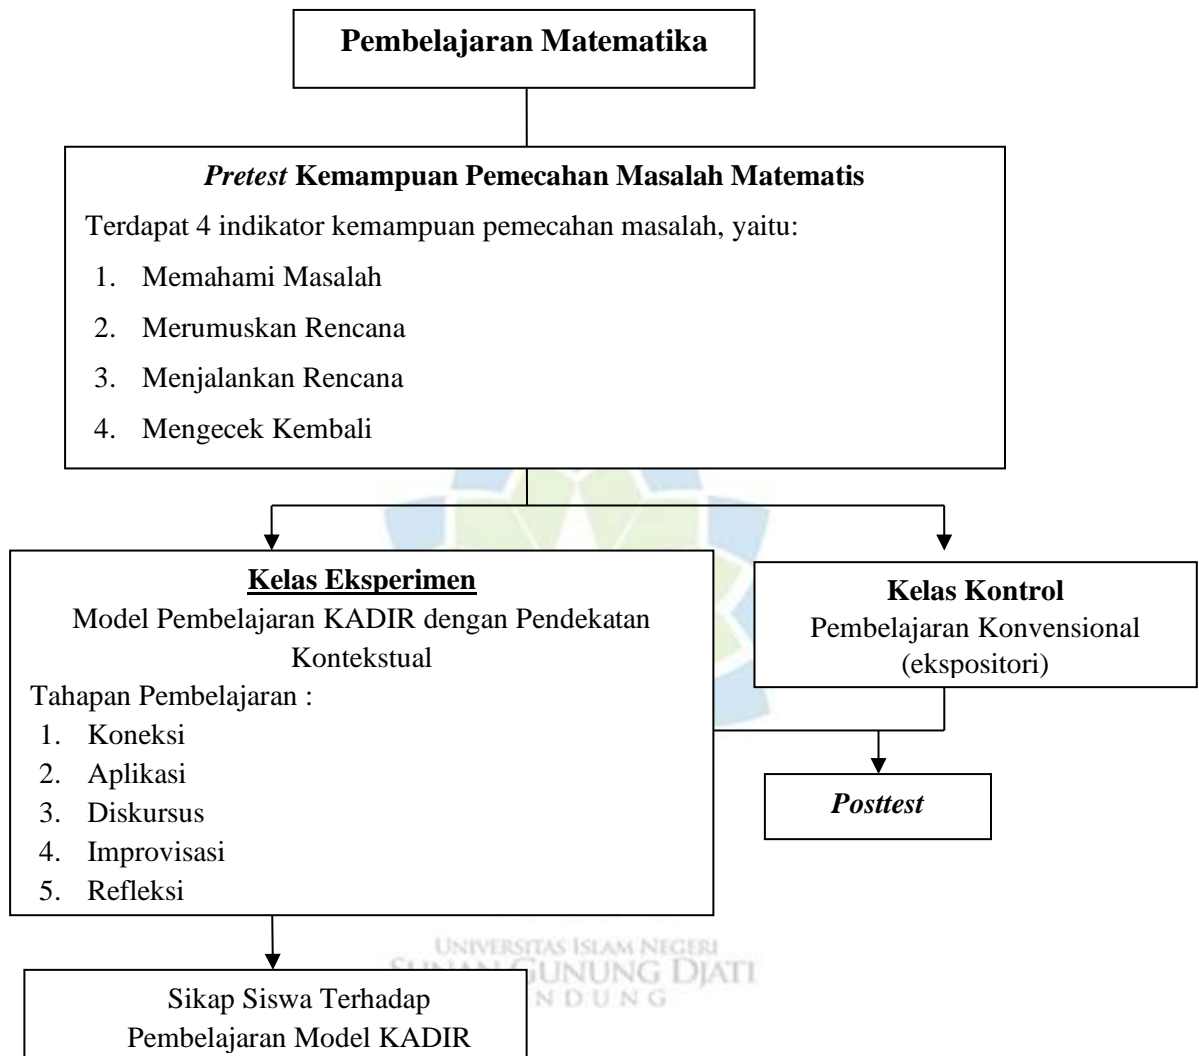 Pembelajaran Matematika
Pretest Kemampuan Pemecahan Masalah Matematis
Terdapat 4 indikator kemampuan pemecahan masalah, yaitu:
1. Memahami Masalah
2. Merumuskan Rencana
3. Menjalankan Rencana
4. Mengecek Kembali
Kelas Eksperimen
Model Pembelajaran KADIR dengan Pendekatan
Kontekstual
Tahapan Pembelajaran :
1. Koneksi
2. Aplikasi
3. Diskursus
4. Improvisasi
5. Refleksi
Kelas Kontrol
Pembelajaran Konvensional
(ekspositori)
Posttest
UNIVERSITAS ISLAM NEGERI
SUNAN GUNUNG DJATI
NDUNG
Sikap Siswa Terhadap
Pembelajaran Model KADIR